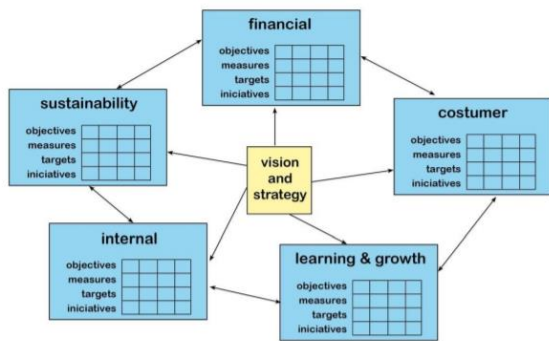 financial
objectives
measures
targets
iniciatives
sustainability
objectives
measures
targets
iniciatives
costumer
objectives
measures
targets
iniciatives
vision
and
strategy
internal
objectives
measures
targets
iniciatives
learning & growth
objectives
measures
targets
iniciatives